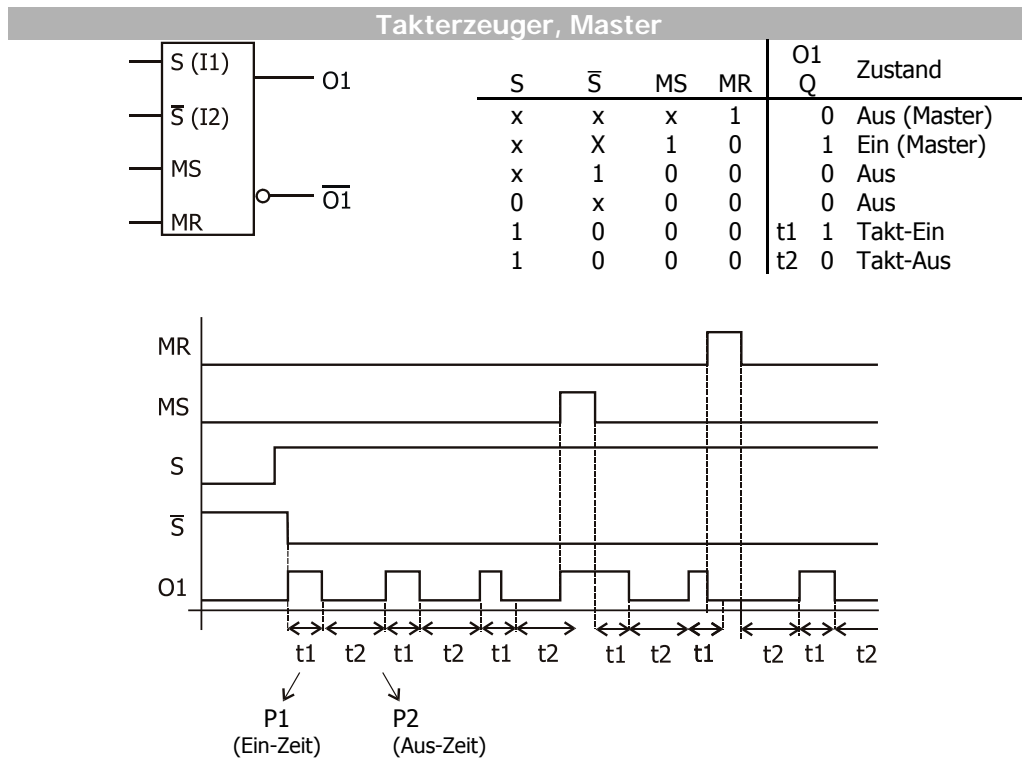 Takterzeuger, Master
S (I1)
O1
S̅ (I2)
MS
O̅1̅
MR
O1
S S̅ MS MR Q Zustand
x x x 1 0 Aus (Master)
x X 1 0 1 Ein (Master)
x 1 0 0 0 Aus
0 x 0 0 0 Aus
1 0 0 0 t1 1 Takt-Ein
1 0 0 0 t2 0 Takt-Aus
MR
MS
S
S̅
O1
t1 t2 t1 t2 t1 t2 t1 t2 t1 t2 t1 t2
P1 P2
(Ein-Zeit) (Aus-Zeit)